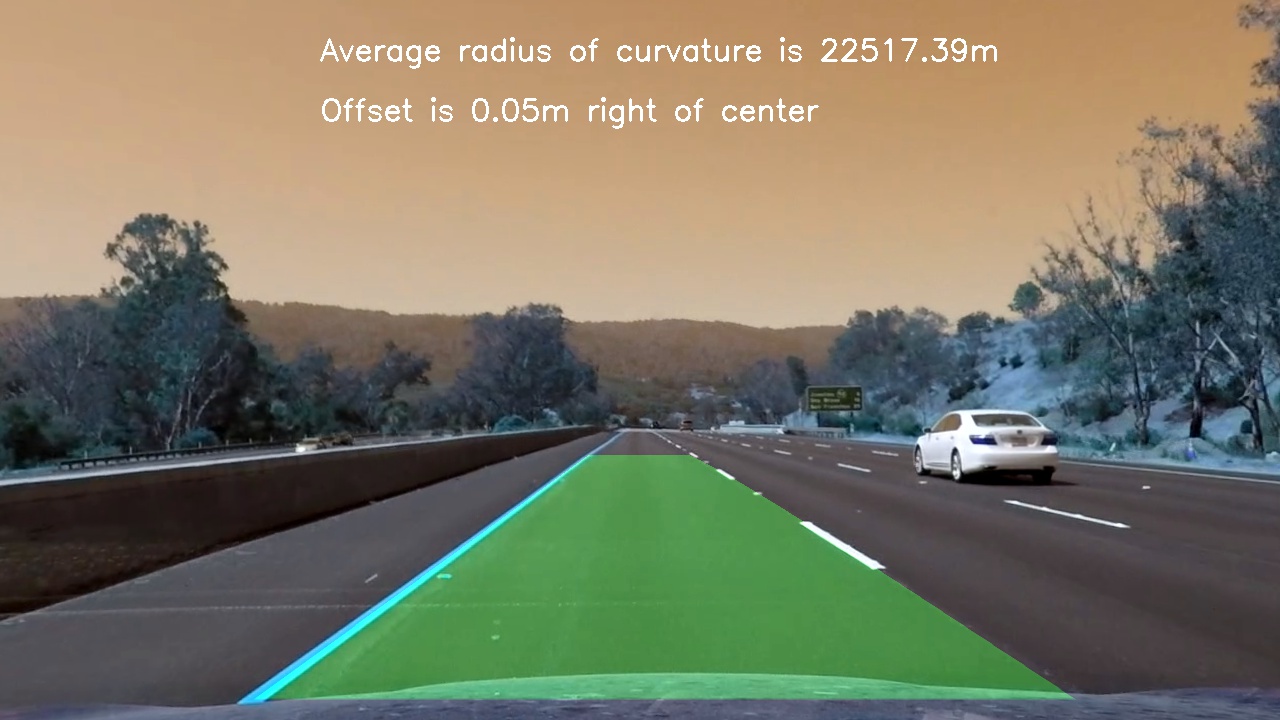 Average radius of curvature is 22517.39m
Offset is 0.05m right of center